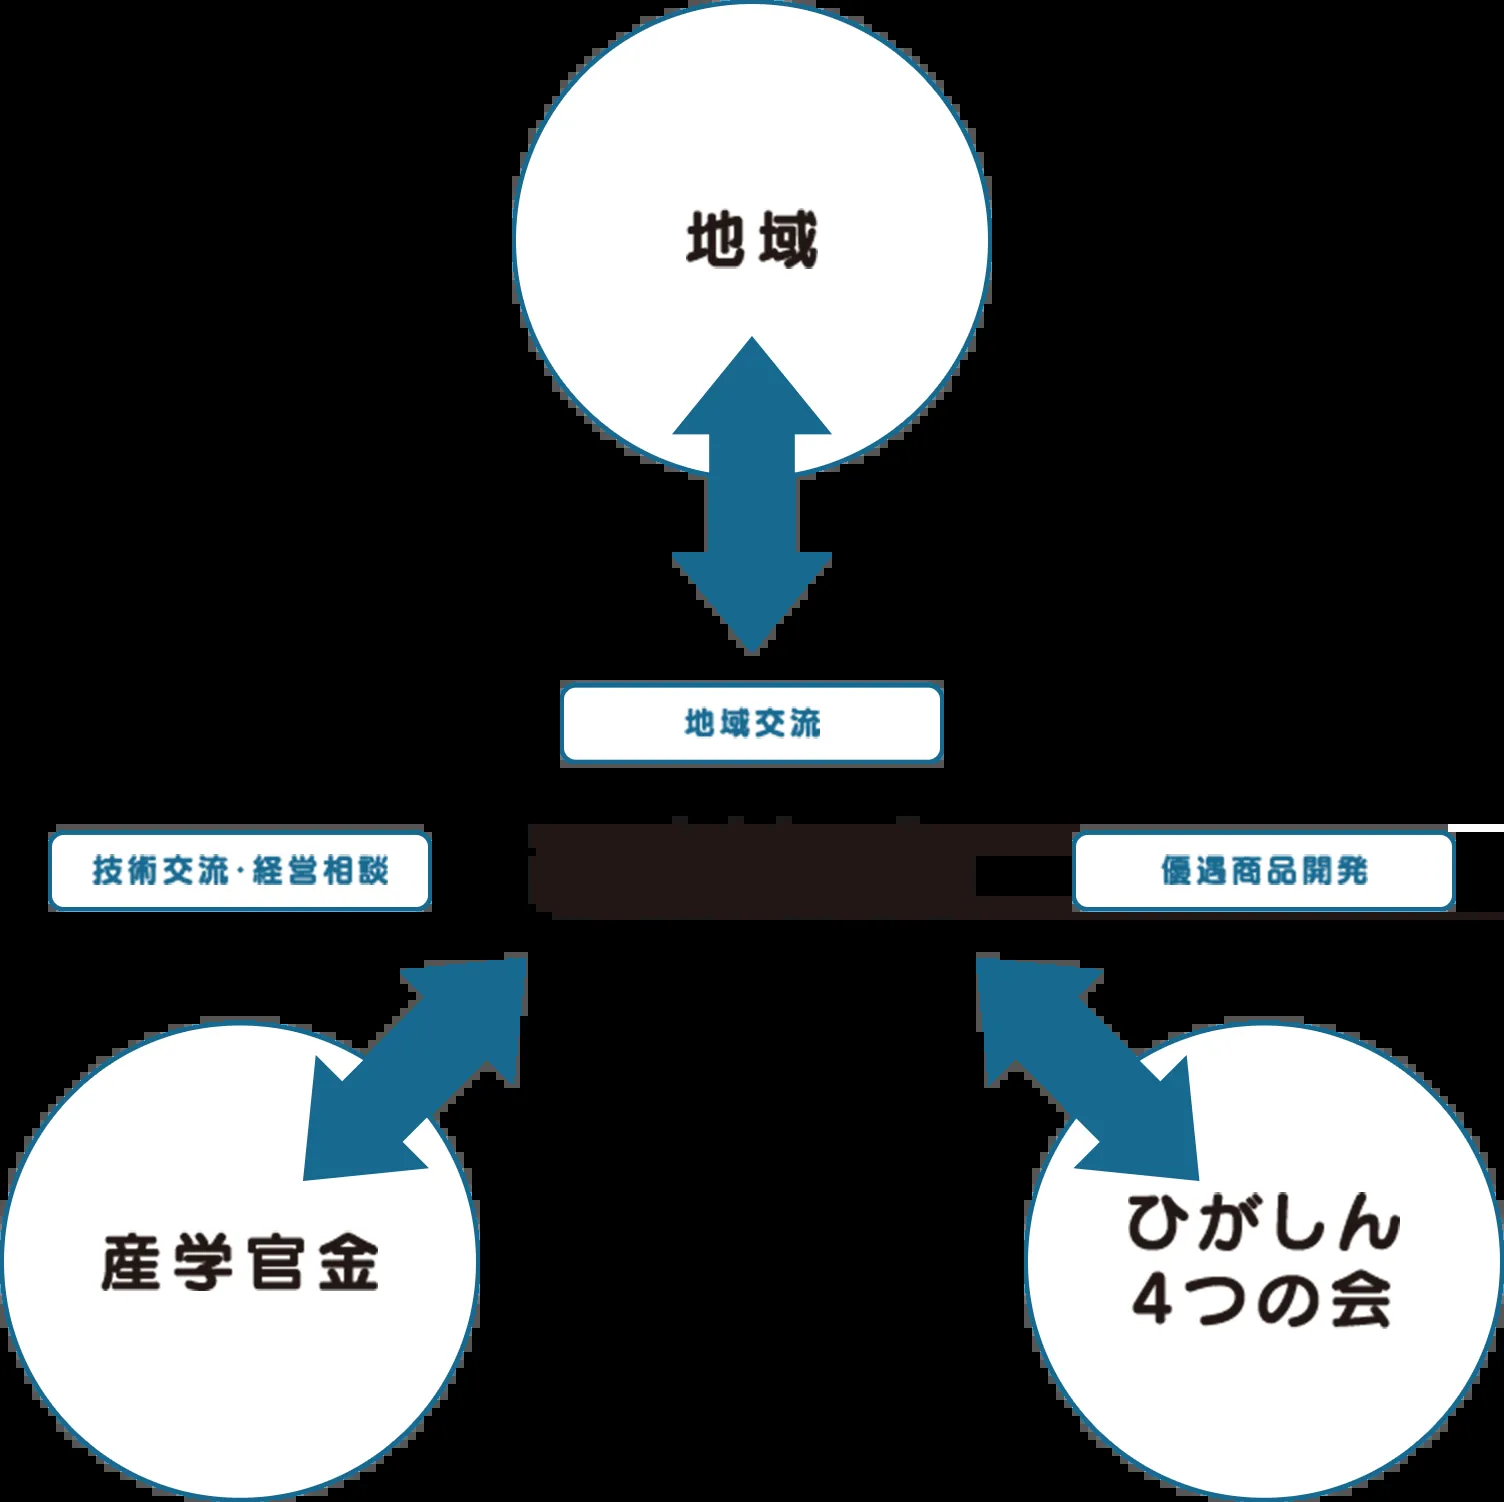 地域
地域交流
技術交流・経営相談
優遇商品開発
産学官金
ひがしん
4つの会